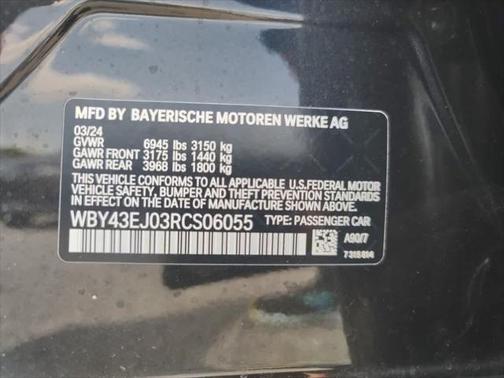 MFD BY BAYERISCHE MOTOREN WERKE AG
03/24
GVWR 6945 lbs 3150 kg
GAWR FRONT 3175 lbs 1440 kg
GAWR REAR 3968 lbs 1800 kg
THIS VEHICLE CONFORMS TO ALL APPLICABLE U.S.FEDERAL MOTOR
VEHICLE SAFETY, BUMPER AND THEFT PREVENTION STANDARDS
IN EFFECT ON THE DATE OF MANUFACTURE SHOWN ABOVE.
WBY43EJ03RCS06055 TYPE: PASSENGER CAR
A90/7